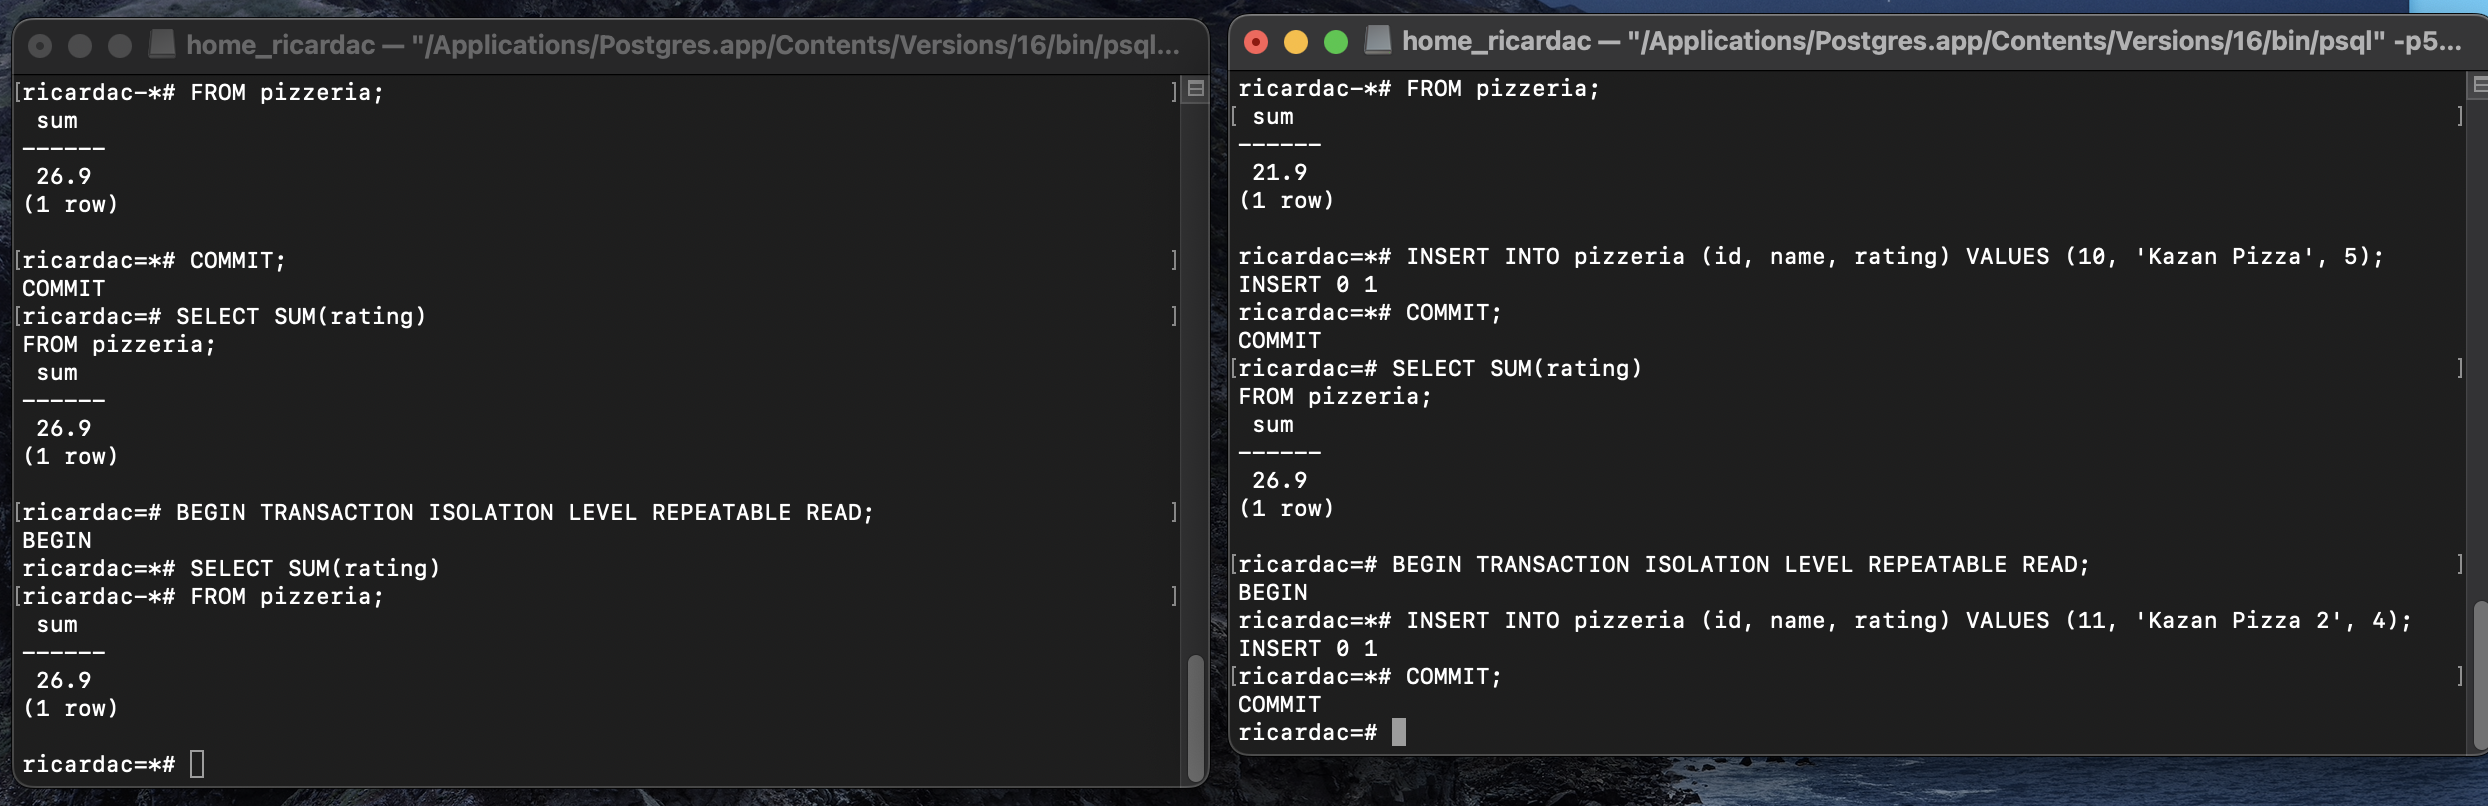 home_ricardac — "/Applications/Postgres.app/Contents/Versions/16/bin/psql...
[ricardac-*# FROM pizzeria; ]
 sum
------
 26.9
(1 row)
[ricardac=*# COMMIT; ]
COMMIT
[ricardac=# SELECT SUM(rating) ]
FROM pizzeria;
 sum
------
 26.9
(1 row)
[ricardac=# BEGIN TRANSACTION ISOLATION LEVEL REPEATABLE READ; ]
BEGIN
ricardac=*# SELECT SUM(rating)
[ricardac-*# FROM pizzeria; ]
 sum
------
 26.9
(1 row)
ricardac=*#
home_ricardac — "/Applications/Postgres.app/Contents/Versions/16/bin/psql" -p5...
ricardac-*# FROM pizzeria;
[ sum ]
------
 21.9
(1 row)
ricardac=*# INSERT INTO pizzeria (id, name, rating) VALUES (10, 'Kazan Pizza', 5);
INSERT 0 1
ricardac=*# COMMIT;
COMMIT
[ricardac=# SELECT SUM(rating) ]
FROM pizzeria;
 sum
------
 26.9
(1 row)
[ricardac=# BEGIN TRANSACTION ISOLATION LEVEL REPEATABLE READ; ]
BEGIN
ricardac=*# INSERT INTO pizzeria (id, name, rating) VALUES (11, 'Kazan Pizza 2', 4);
INSERT 0 1
[ricardac=*# COMMIT; ]
COMMIT
ricardac=#